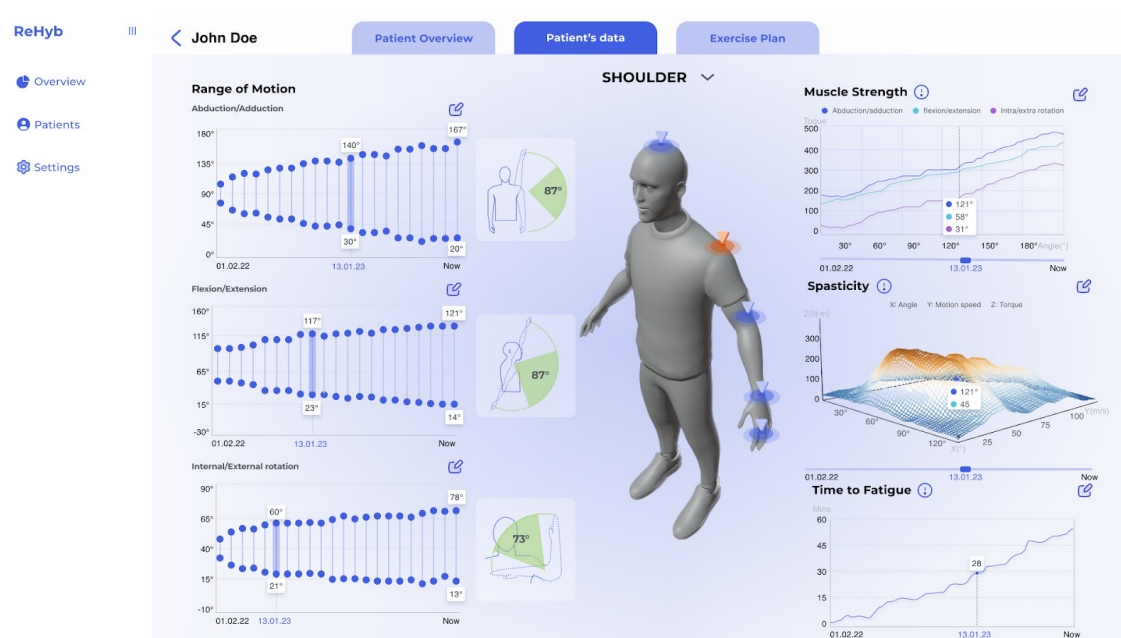 ReHyb
Overview
Patients
Settings
John Doe
Patient Overview
Patient's data
Exercise Plan
SHOULDER
Range of Motion
Abduction/Adduction
180°
135°
90°
45°
0°
140°
30°
167°
20°
01.02.22
13.01.23
Now
87°
Flexion/Extension
160°
115°
65°
15°
-30°
117°
23°
121°
14°
01.02.22
13.01.23
Now
87°
Internal/External rotation
90°
65°
40°
15°
-10°
60°
21°
78°
13°
01.02.22
13.01.23
Now
73°
Muscle Strength
Abduction/adduction
flexion/extension
Intra/extra rotation
Toque
500
400
300
200
100
0
121°
58°
31°
30°
60°
90°
120°
150°
180°
Angle(°)
01.02.22
13.01.23
Now
Spasticity
X: Angle
Y: Motion speed
Z: Torque
Z(N·m)
300
200
100
0
121°
45
30°
60°
90°
120°
X(°)
25
50
75
100
Y(m/s)
01.02.22
13.01.23
Now
Time to Fatigue
Mins
60
45
30
15
0
28
01.02.22
13.01.23
Now